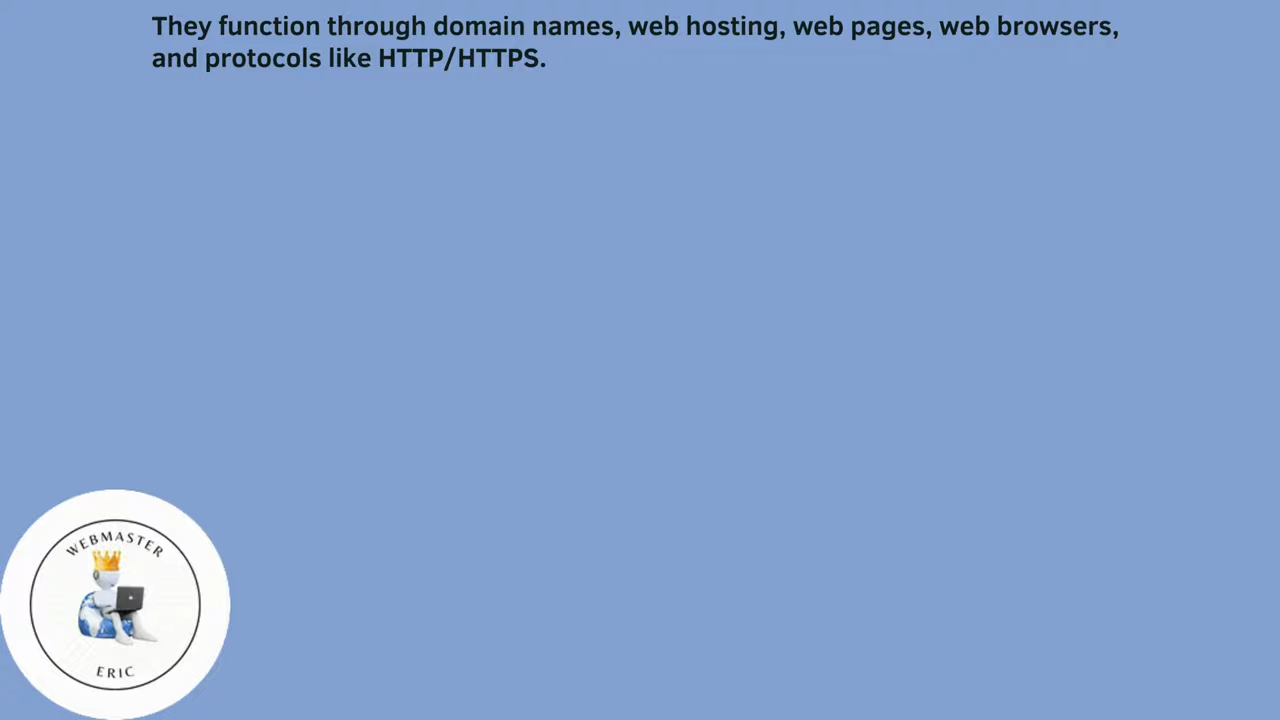 They function through domain names, web hosting, web pages, web browsers,
and protocols like HTTP/HTTPS.
WEBMASTER
ERIC